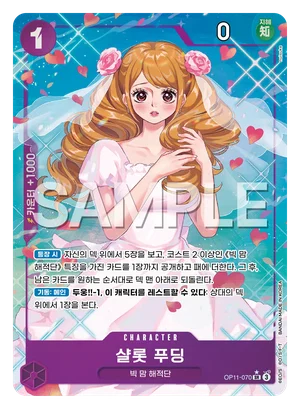 1
0
지혜
知
카운터 +1000
SAMPLE
등장 시 자신의 덱 위에서 5장을 보고, 코스트 2 이상인 《빅 맘
해적단》 특징을 가진 카드를 1장까지 공개하고 패에 더한다. 그 후,
남은 카드를 원하는 순서대로 덱 맨 아래로 되돌린다.
기동: 메인 두웅!!-1, 이 캐릭터를 레스트할 수 있다: 상대의 덱
위에서 1장을 본다.
CHARACTER
샬롯 푸딩
빅 맘 해적단
OP11-070 SR
3